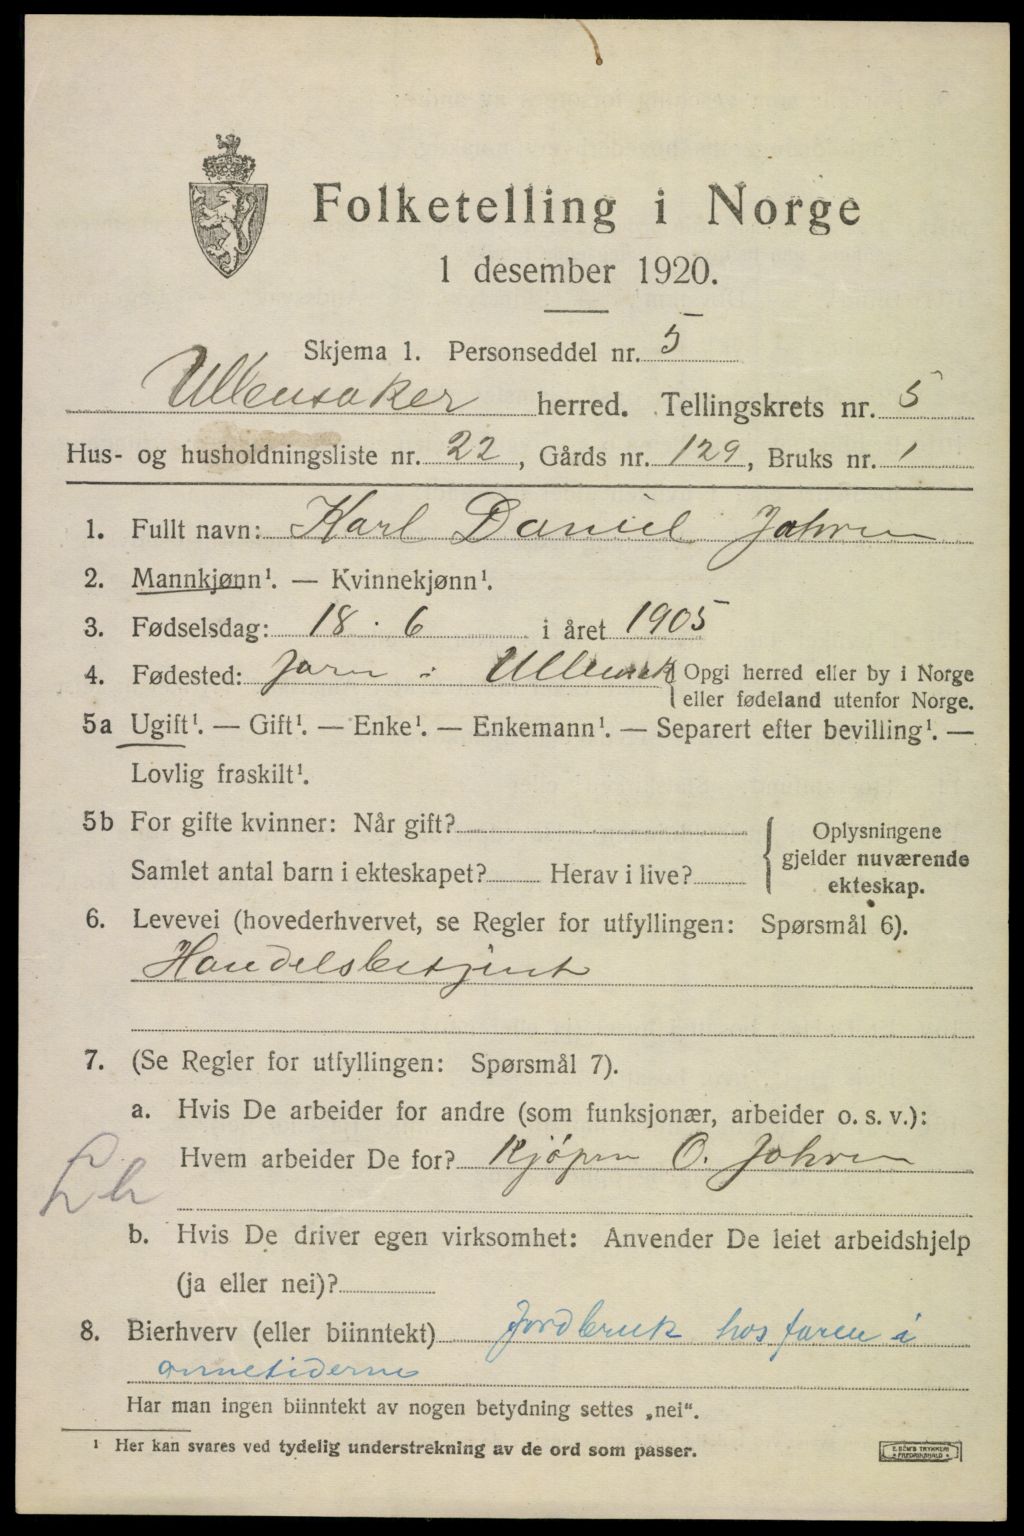 Folketelling i Norge
1 desember 1920.
Skjema 1. Personseddel nr. 5
Ullensaker herred. Tellingskrets nr. 5
Hus- og husholdningsliste nr. 22, Gårds nr. 129, Bruks nr. 1
1. Fullt navn: Karl Daniel Jahren
2. Mannkjønn¹. — Kvinnekjønn¹.
3. Fødselsdag: 18 . 6 i året 1905
4. Fødested: i Ullensak { Opgi herred eller by i Norge
eller fødeland utenfor Norge.
5a Ugift¹. — Gift¹. — Enke¹. — Enkemann¹. — Separert efter bevilling¹. —
Lovlig fraskilt¹.
5b For gifte kvinner: Når gift?
Samlet antal barn i ekteskapet? Herav i live?
{ Oplysningene
gjelder nuværende
ekteskap.
6. Levevei (hovederhvervet, se Regler for utfyllingen: Spørsmål 6).
Handelsbetjent
7. (Se Regler for utfyllingen: Spørsmål 7).
a. Hvis De arbeider for andre (som funksjonær, arbeider o. s. v.):
Hvem arbeider De for? Kjøpm O. Jahren
b. Hvis De driver egen virksomhet: Anvender De leiet arbeidshjelp
(ja eller nei)?
8. Bierhverv (eller biinntekt) Jordbruk hos faren i
onnetiderne
Har man ingen biinntekt av nogen betydning settes „nei“.
¹ Her kan svares ved tydelig understrekning av de ord som passer.
E. SEM'S TRYKKERI
FREDRIKSHALD